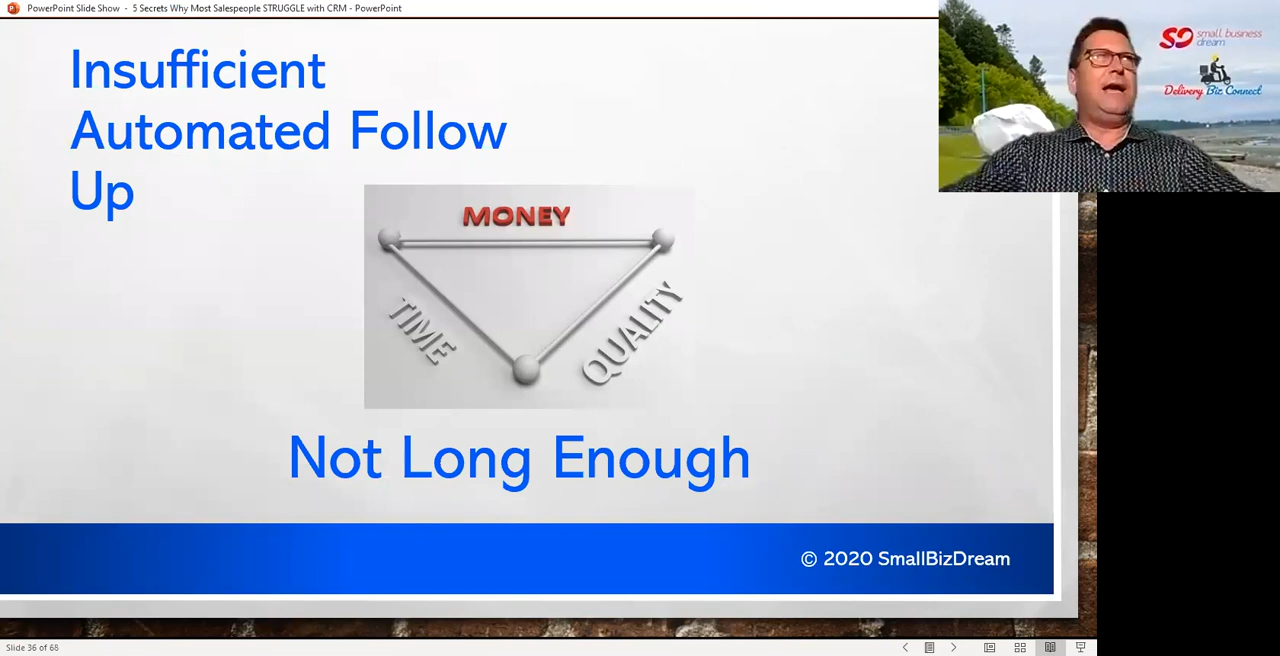 PowerPoint Slide Show - 5 Secrets Why Most Salespeople STRUGGLE with CRM - PowerPoint
Insufficient
Automated Follow
Up
MONEY
TIME
QUALITY
Not Long Enough
© 2020 SmallBizDream
small business
dream
Delivery Biz Connect
Slide 36 of 68